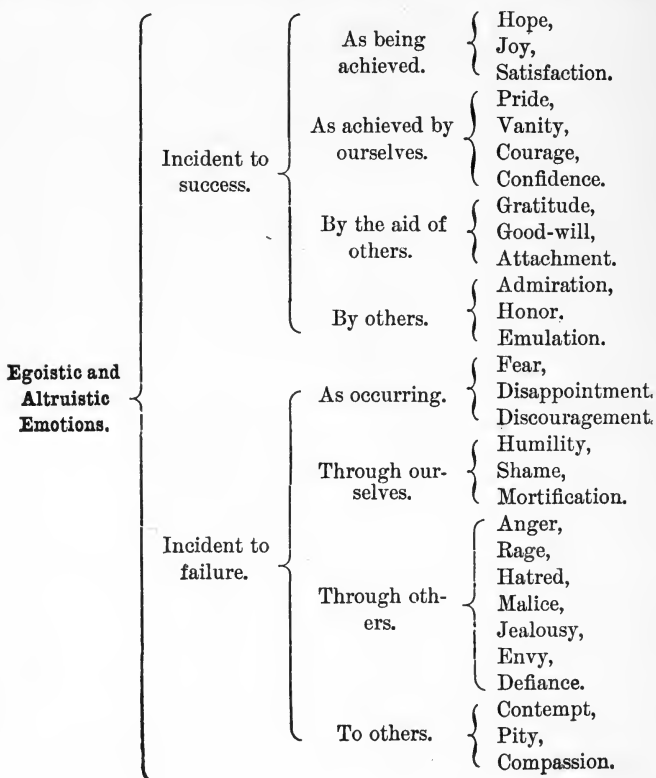 Egoistic and
Altruistic
Emotions.
Incident to
success.
As being
achieved.
Hope,
Joy,
Satisfaction.
As achieved by
ourselves.
Pride,
Vanity,
Courage,
Confidence.
By the aid of
others.
Gratitude,
Good-will,
Attachment.
By others.
Admiration,
Honor,
Emulation.
Incident to
failure.
As occurring.
Fear,
Disappointment.
Discouragement.
Through our-
selves.
Humility,
Shame,
Mortification.
Through oth-
ers.
Anger,
Rage,
Hatred,
Malice,
Jealousy,
Envy,
Defiance.
To others.
Contempt,
Pity,
Compassion.